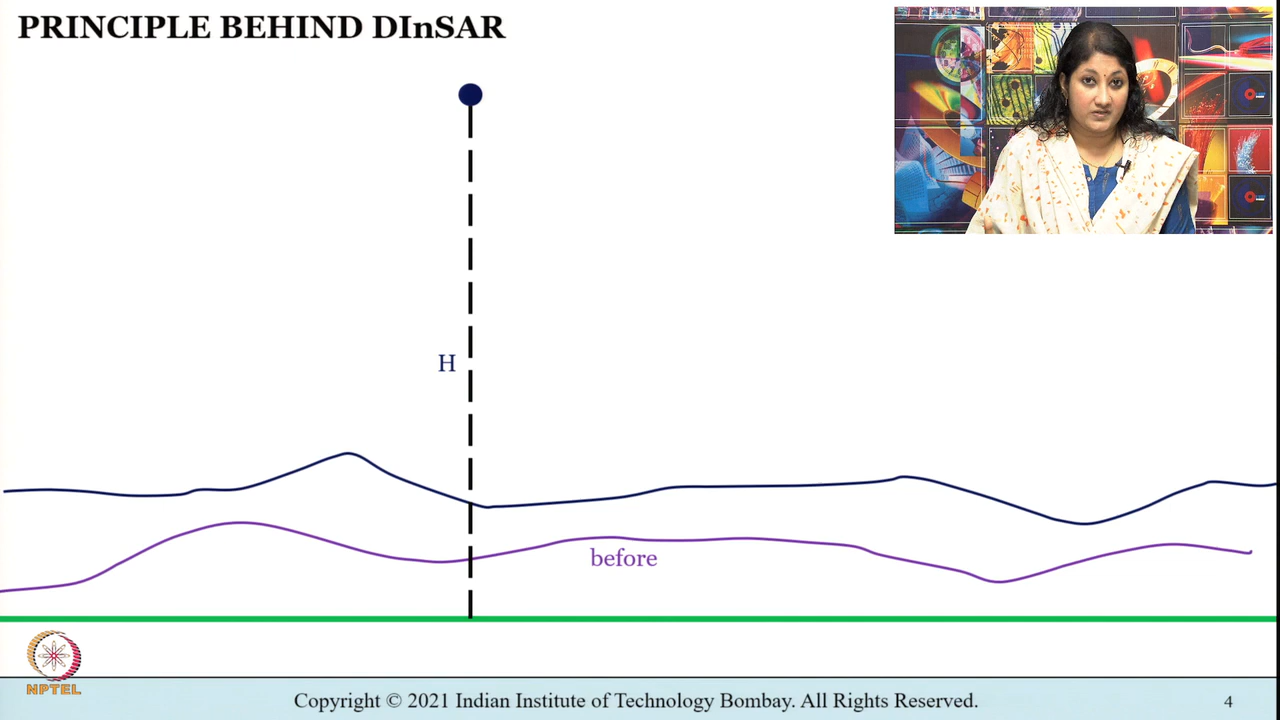 PRINCIPLE BEHIND DInSAR
H
before
NPTEL
Copyright © 2021 Indian Institute of Technology Bombay. All Rights Reserved.
4